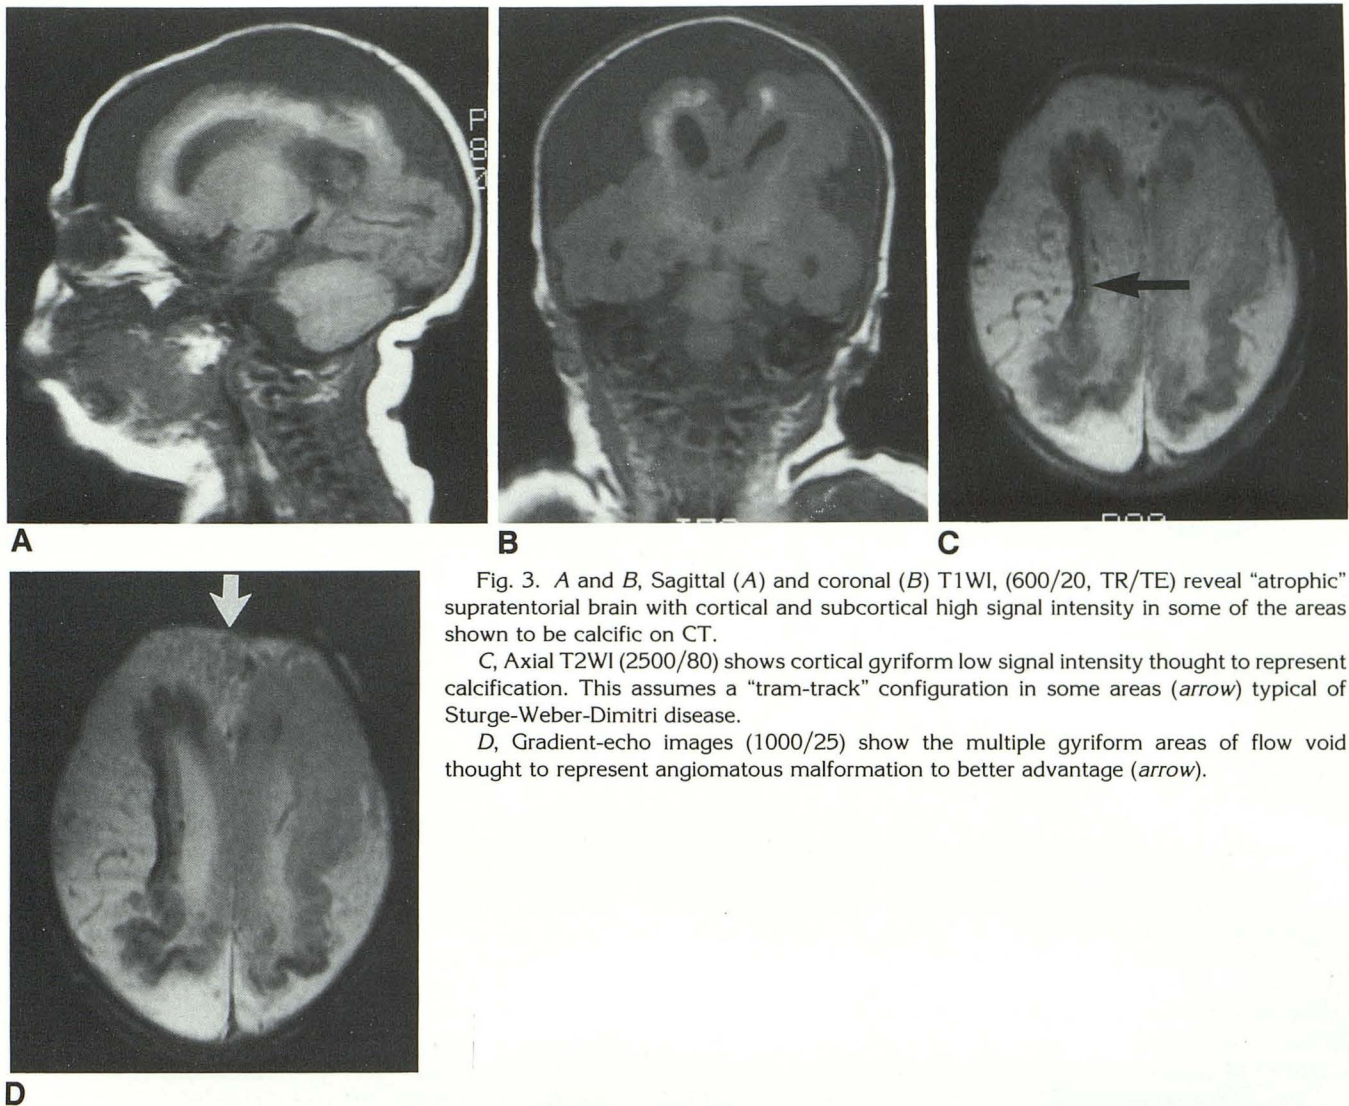 P
8
0
A
B
C
D
Fig. 3. A and B, Sagittal (A) and coronal (B) T1WI, (600/20, TR/TE) reveal “atrophic”
supratentorial brain with cortical and subcortical high signal intensity in some of the areas
shown to be calcific on CT.
C, Axial T2WI (2500/80) shows cortical gyriform low signal intensity thought to represent
calcification. This assumes a “tram-track” configuration in some areas (arrow) typical of
Sturge-Weber-Dimitri disease.
D, Gradient-echo images (1000/25) show the multiple gyriform areas of flow void
thought to represent angiomatous malformation to better advantage (arrow).